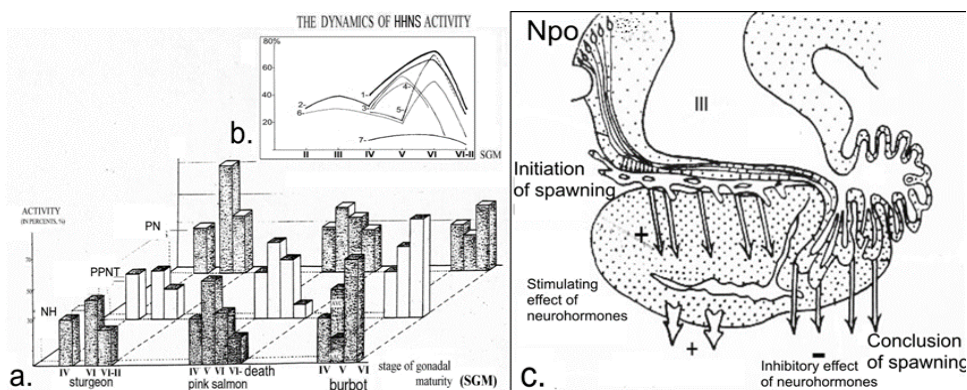 THE DYNAMICS OF HHNS ACTIVITY
80%
60
40
20
1-
2-
3-
4-
5-
6-
7-
II III IV V VI VI-II SGM
b.
ACTIVITY
(IN PERCENTS, %)
PN
PPNT
NH
IV VI VI-II
IV V VI VI- death
IV V VI
stage of gonadal
maturity (SGM)
sturgeon
pink salmon
burbot
a.
Npo
III
Initiation
of spawning
+
Stimulating
effect of
neurohormones
+
-
Inhibitory effect
of neurohormones
Conclusion
of spawning
c.